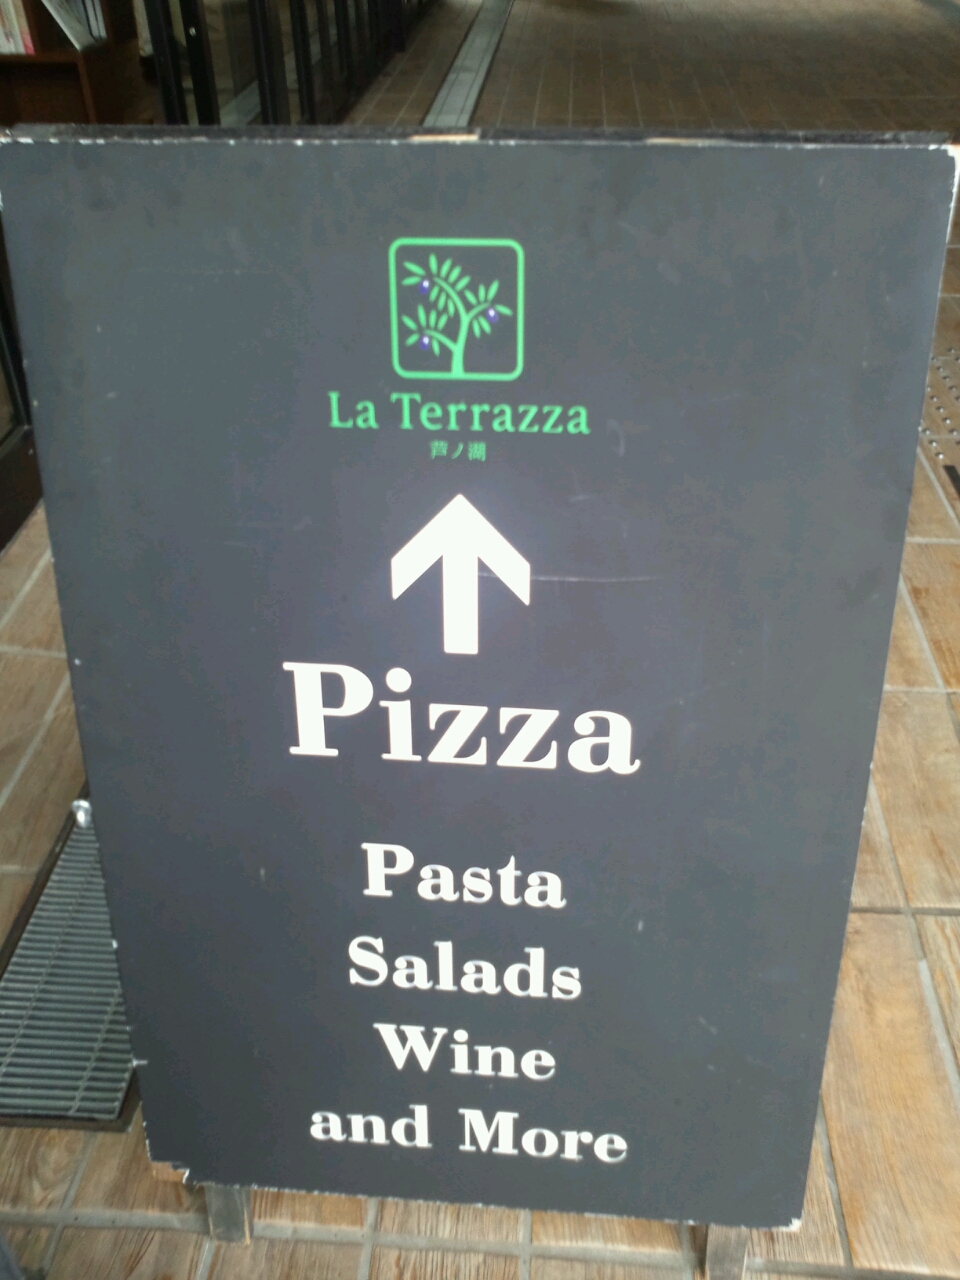 La Terrazza
芦ノ湖
Pizza
Pasta
Salads
Wine
and More